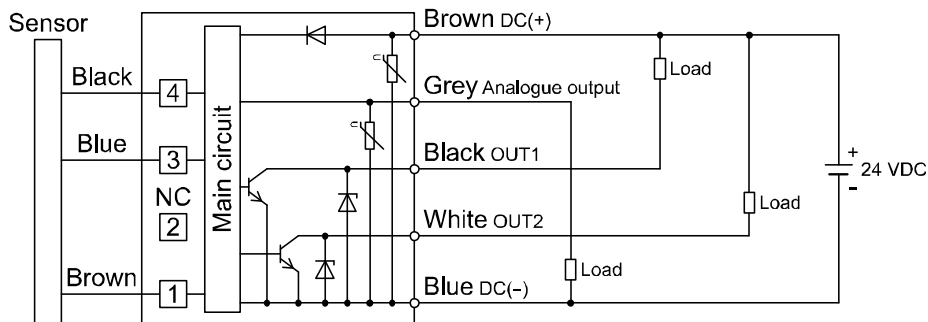 Sensor
Brown DC(+)
Black
4
Load
Grey Analogue output
Blue
3
Main circuit
Black OUT1
+
24 VDC
-
NC
2
White OUT2
Load
Load
Brown
1
Blue DC(–)